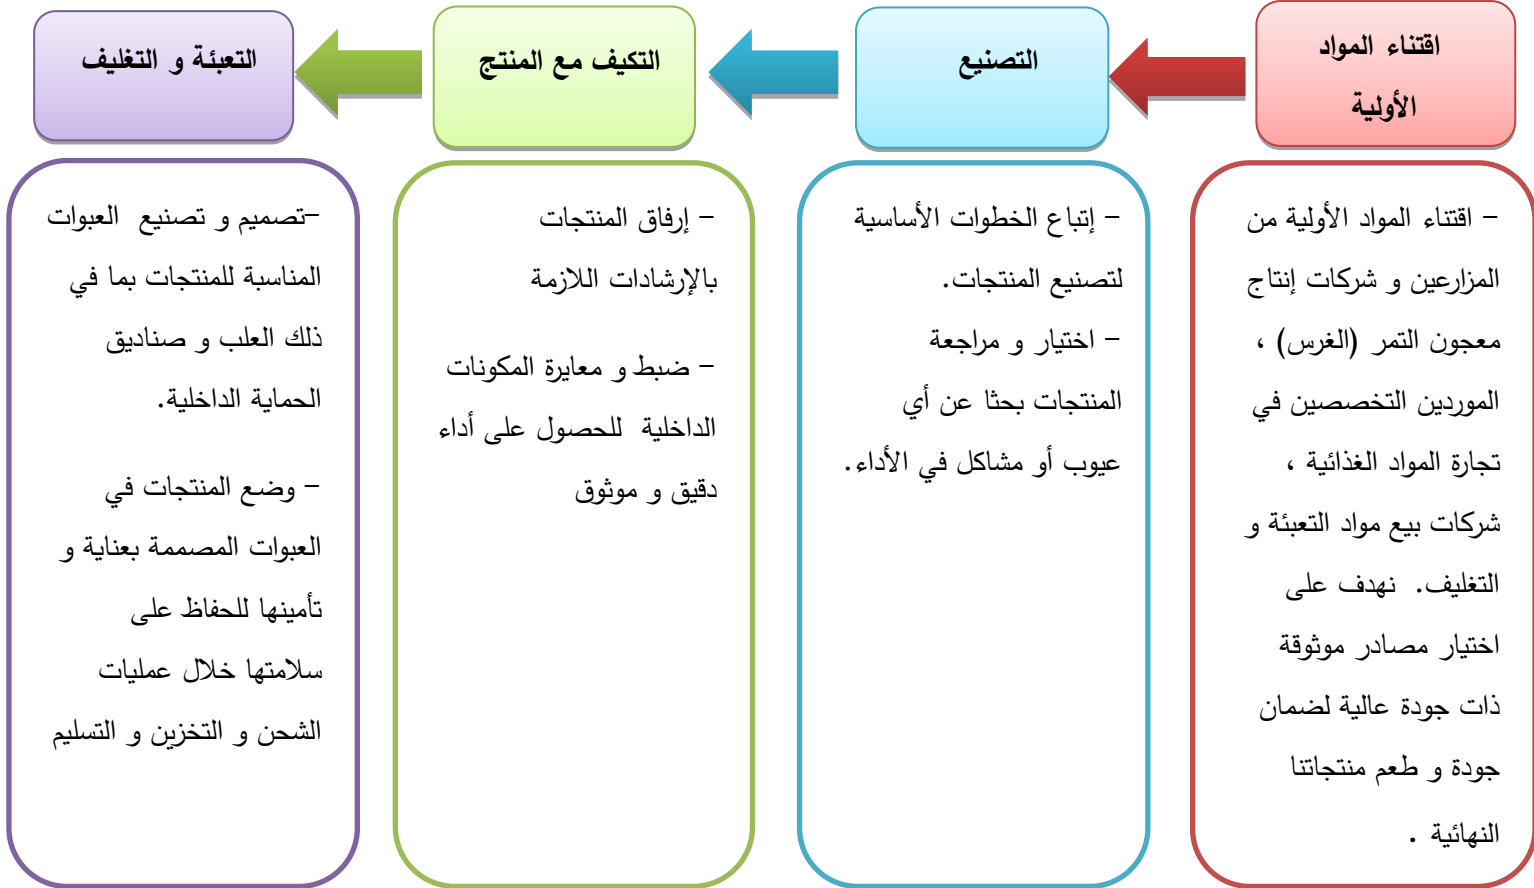 اقتناء المواد
الأولية
التصنيع
التكيف مع المنتج
التعبئة و التغليف
– اقتناء المواد الأولية من
المزارعين و شركات إنتاج
معجون التمر (الغرس) ،
الموردين التخصصين في
تجارة المواد الغذائية ،
شركات بيع مواد التعبئة و
التغليف. نهدف على
اختيار مصادر موثوقة
ذات جودة عالية لضمان
جودة و طعم منتجاتنا
النهائية .
– إتباع الخطوات الأساسية
لتصنيع المنتجات.
– اختيار و مراجعة
المنتجات بحثا عن أي
عيوب أو مشاكل في الأداء.
– إرفاق المنتجات
بالإرشادات اللازمة
– ضبط و معايرة المكونات
الداخلية للحصول على أداء
دقيق و موثوق
–تصميم و تصنيع العبوات
المناسبة للمنتجات بما في
ذلك العلب و صناديق
الحماية الداخلية.
– وضع المنتجات في
العبوات المصممة بعناية و
تأمينها للحفاظ على
سلامتها خلال عمليات
الشحن و التخزين و التسليم